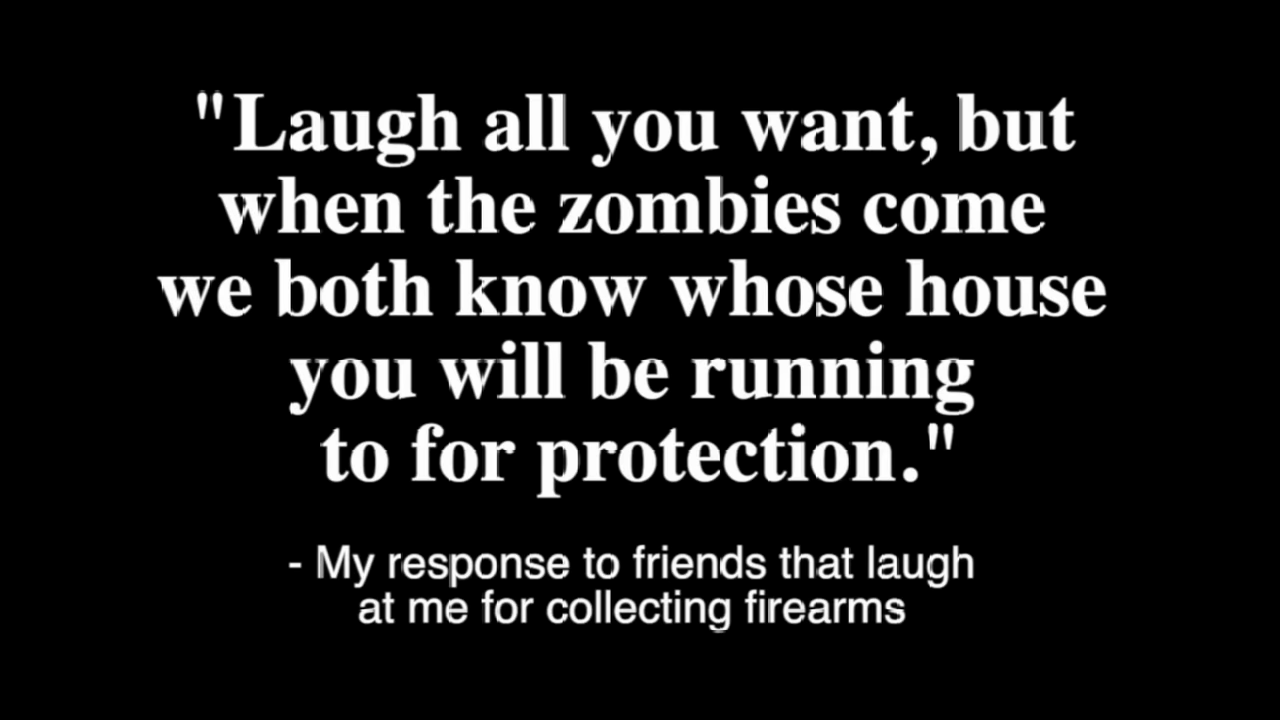 "Laugh all you want, but
when the zombies come
we both know whose house
you will be running
to for protection."
- My response to friends that laugh
at me for collecting firearms